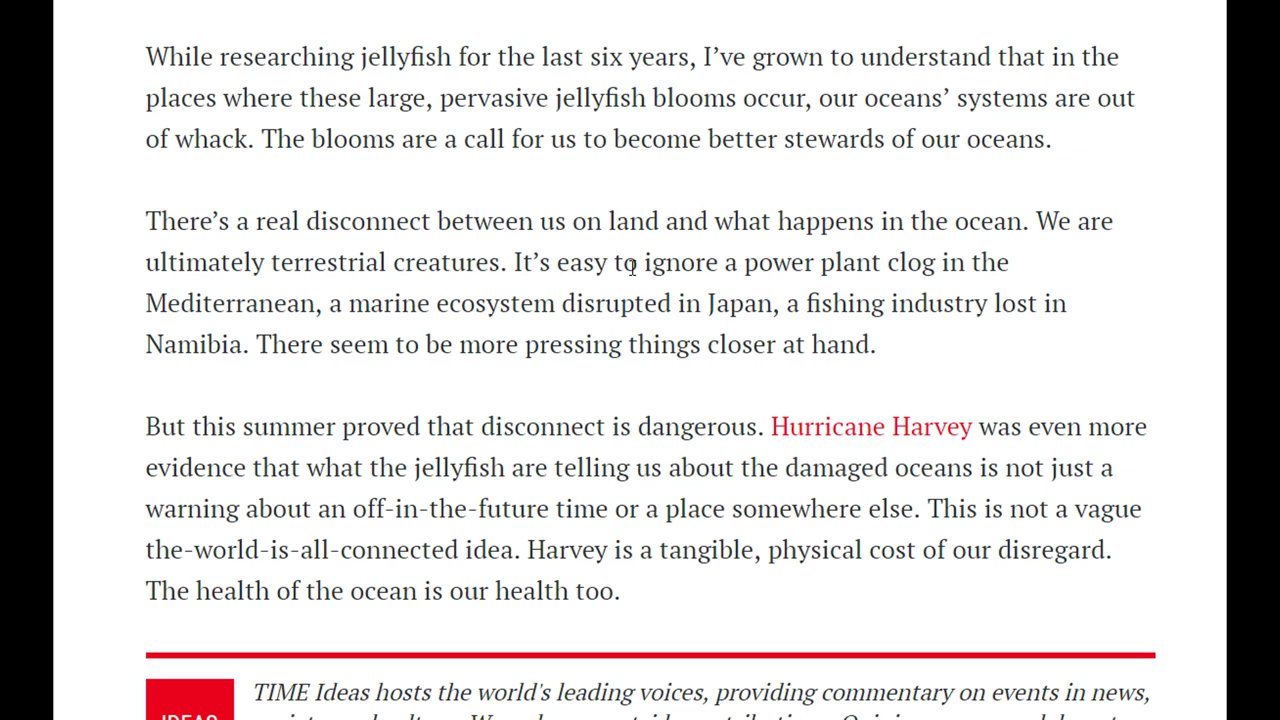 While researching jellyfish for the last six years, I’ve grown to understand that in the
places where these large, pervasive jellyfish blooms occur, our oceans’ systems are out
of whack. The blooms are a call for us to become better stewards of our oceans.
There’s a real disconnect between us on land and what happens in the ocean. We are
ultimately terrestrial creatures. It’s easy to ignore a power plant clog in the
Mediterranean, a marine ecosystem disrupted in Japan, a fishing industry lost in
Namibia. There seem to be more pressing things closer at hand.
But this summer proved that disconnect is dangerous. Hurricane Harvey was even more
evidence that what the jellyfish are telling us about the damaged oceans is not just a
warning about an off-in-the-future time or a place somewhere else. This is not a vague
the-world-is-all-connected idea. Harvey is a tangible, physical cost of our disregard.
The health of the ocean is our health too.
TIME Ideas hosts the world's leading voices, providing commentary on events in news,
IDEAS